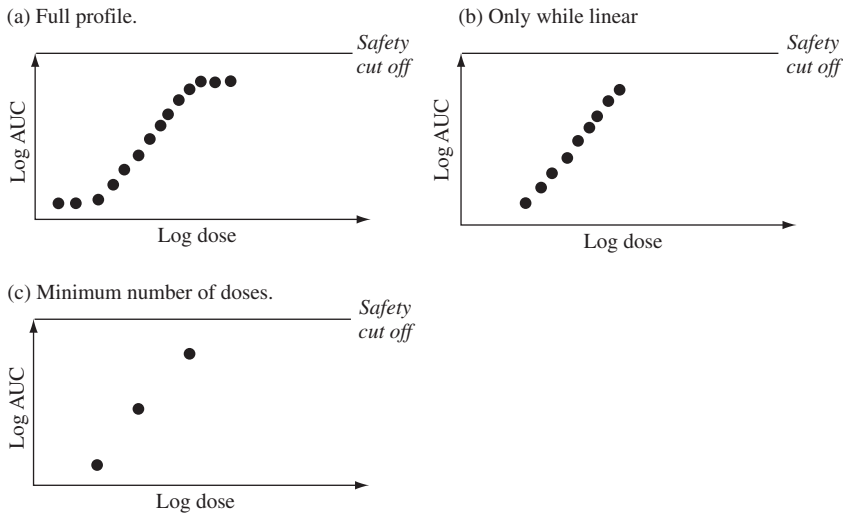 (a) Full profile.
Safety
cut off
Log AUC
Log dose
(b) Only while linear
Safety
cut off
Log AUC
Log dose
(c) Minimum number of doses.
Safety
cut off
Log AUC
Log dose